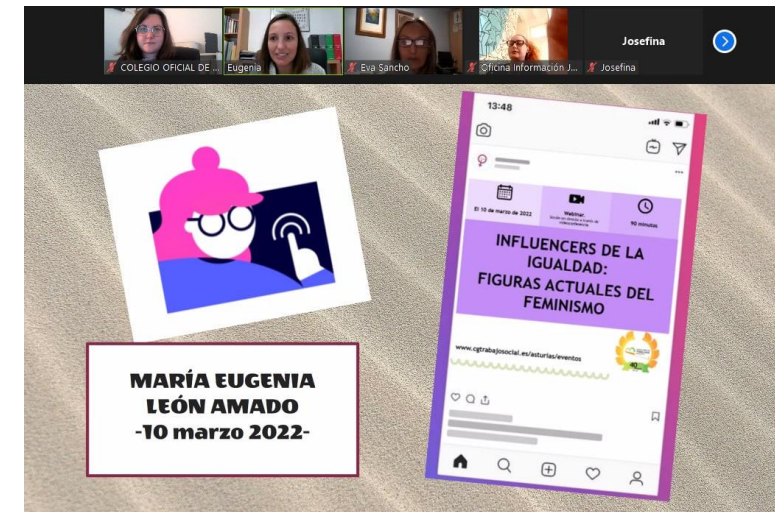 Josefina
COLEGIO OFICIAL DE ...
Eugenia
Eva Sancho
Oficina Información J...
Josefina
MARÍA EUGENIA
LEÓN AMADO
-10 marzo 2022-
13:48
El 10 de marzo de 2022
Webinar.
90 minutos
INFLUENCERS DE LA
IGUALDAD:
FIGURAS ACTUALES DEL
FEMINISMO
www.cgtrabajosocial.es/asturias/eventos
40